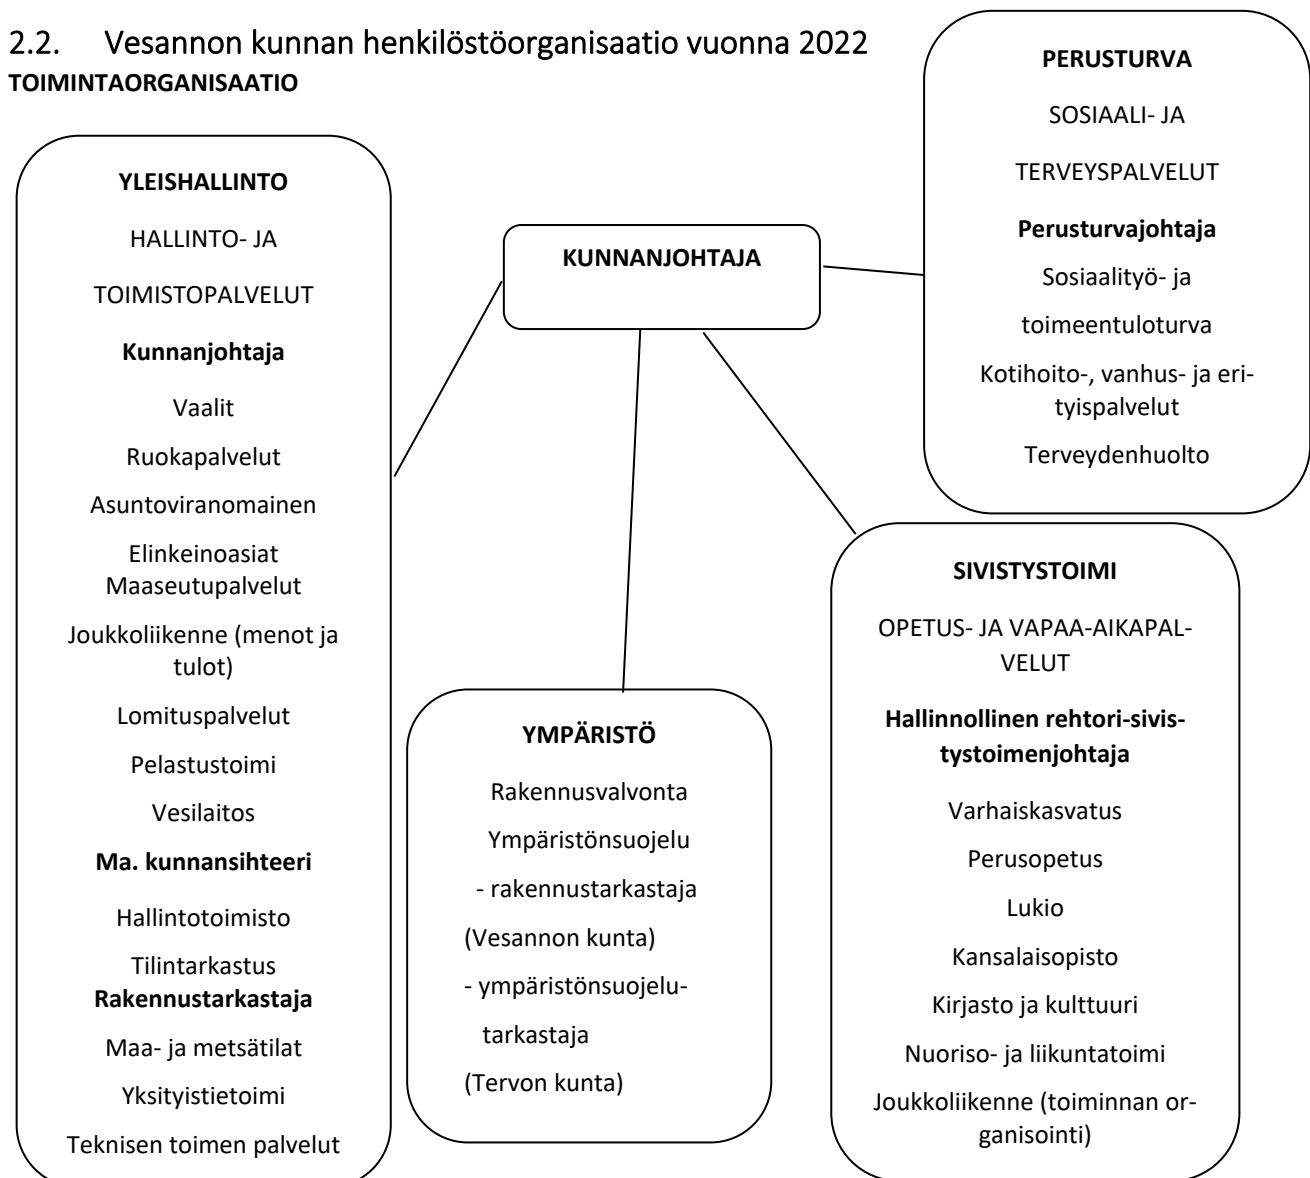 2.2. Vesannon kunnan henkilöstöorganisaatio vuonna 2022
TOIMINTAORGANISAATIO
YLEISHALLINTO
HALLINTO- JA
TOIMISTOPALVELUT
Kunnanjohtaja
Vaalit
Ruokapalvelut
Asuntoviranomainen
Elinkeinoasiat
Maaseutupalvelut
Joukkoliikenne (menot ja
tulot)
Lomituspalvelut
Pelastustoimi
Vesilaitos
Ma. kunnansihteeri
Hallintotoimisto
Tilintarkastus
Rakennustarkastaja
Maa- ja metsätilat
Yksityistietoimi
Teknisen toimen palvelut
KUNNANJOHTAJA
YMPÄRISTÖ
Rakennusvalvonta
Ympäristönsuojelu
- rakennustarkastaja
(Vesannon kunta)
- ympäristönsuojelu-
tarkastaja
(Tervon kunta)
PERUSTURVA
SOSIAALI- JA
TERVEYSPALVELUT
Perusturvajohtaja
Sosiaalityö- ja
toimeentuloturva
Kotihoito-, vanhus- ja eri-
tyispalvelut
Terveydenhuolto
SIVISTYSTOIMI
OPETUS- JA VAPAA-AIKAPAL-
VELUT
Hallinnollinen rehtori-sivis-
tystoimenjohtaja
Varhaiskasvatus
Perusopetus
Lukio
Kansalaisopisto
Kirjasto ja kulttuuri
Nuoriso- ja liikuntatoimi
Joukkoliikenne (toiminnan or-
ganisointi)